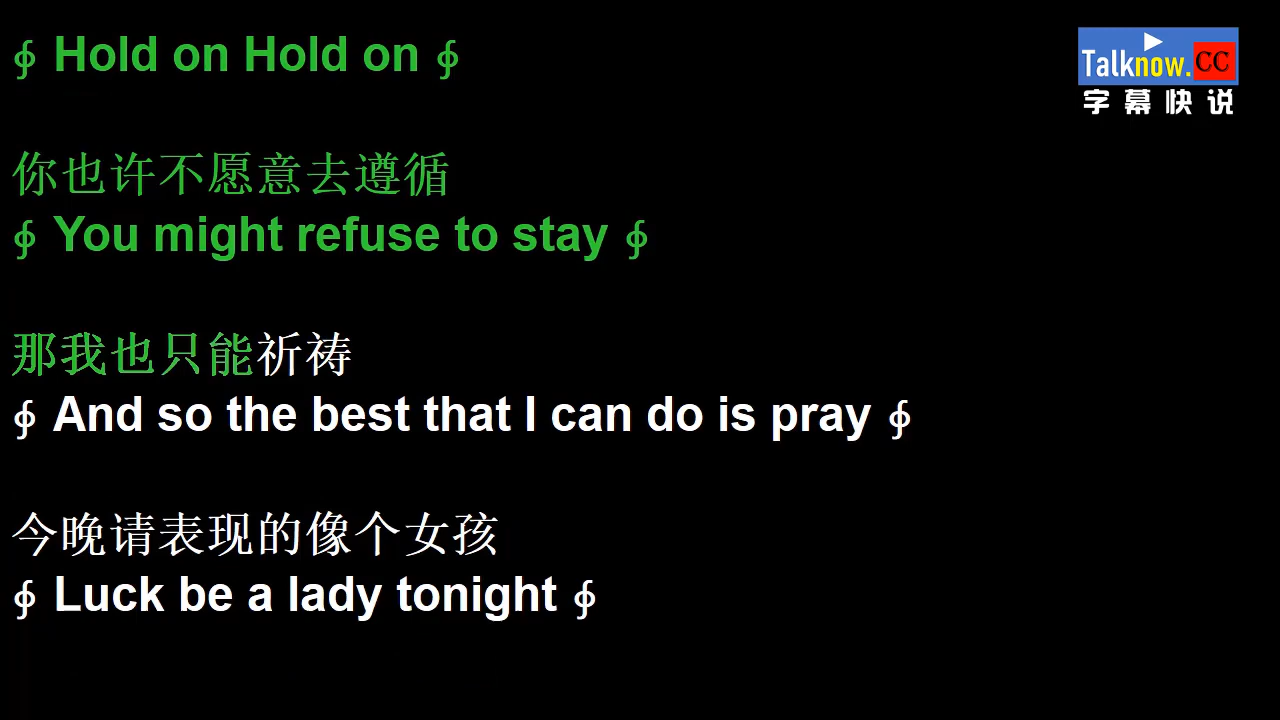 ∮ Hold on Hold on ∮
Talknow.CC
字幕快说
你也许不愿意去遵循
∮ You might refuse to stay ∮
那我也只能祈祷
∮ And so the best that I can do is pray ∮
今晚请表现的像个女孩
∮ Luck be a lady tonight ∮